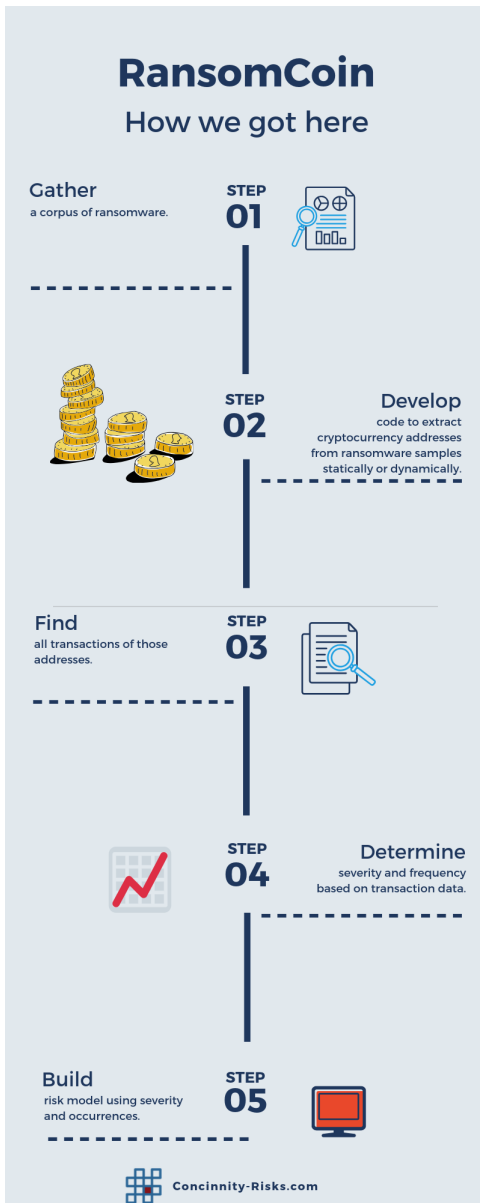 RansomCoin
How we got here
Gather
a corpus of ransomware.
STEP
01
STEP
02
Develop
code to extract
cryptocurrency addresses
from ransomware samples
statically or dynamically.
Find
all transactions of those
addresses.
STEP
03
STEP
04
Determine
severity and frequency
based on transaction data.
Build
risk model using severity
and occurrences.
STEP
05
Concinnity-Risks.com